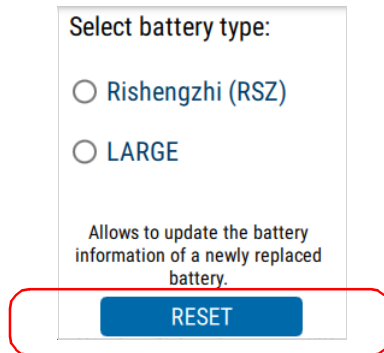 Select battery type:
Rishengzhi (RSZ)
LARGE
Allows to update the battery
information of a newly replaced
battery.
RESET